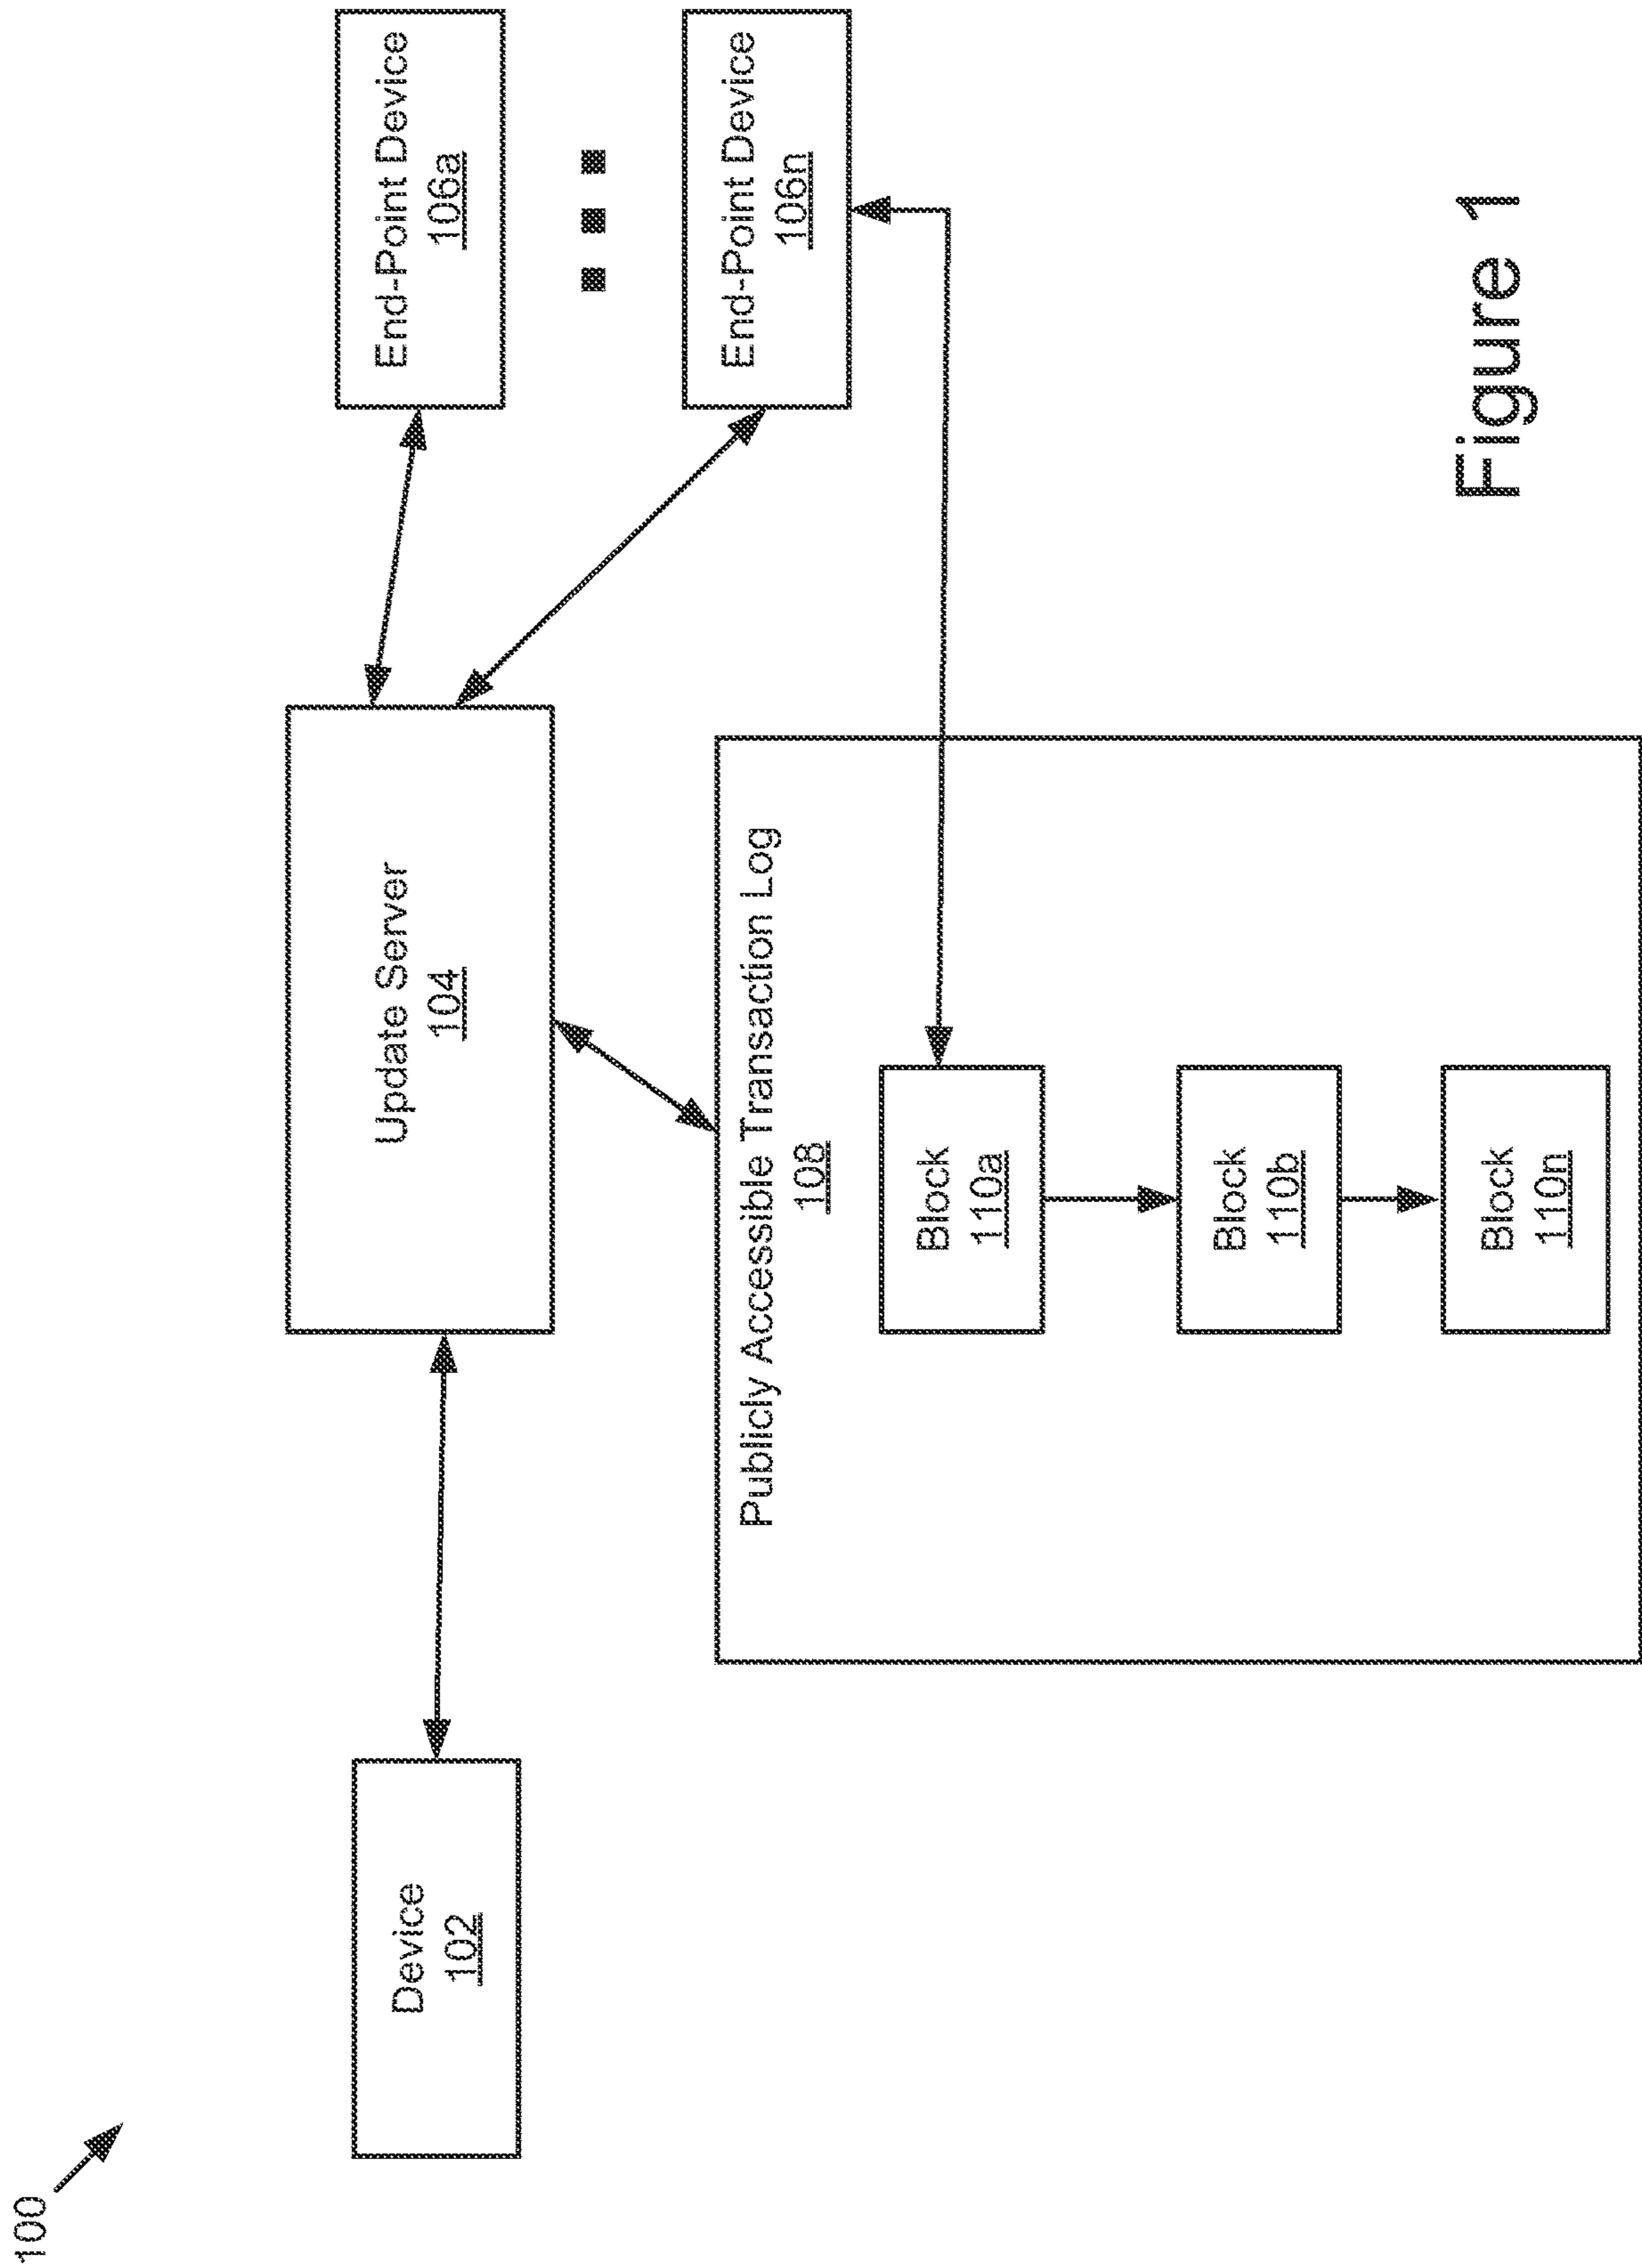 100
Device
102
Update Server
104
End-Point Device
106a
End-Point Device
106n
Publicly Accessible Transaction Log
108
Block
110a
Block
110b
Block
110n
Figure 1